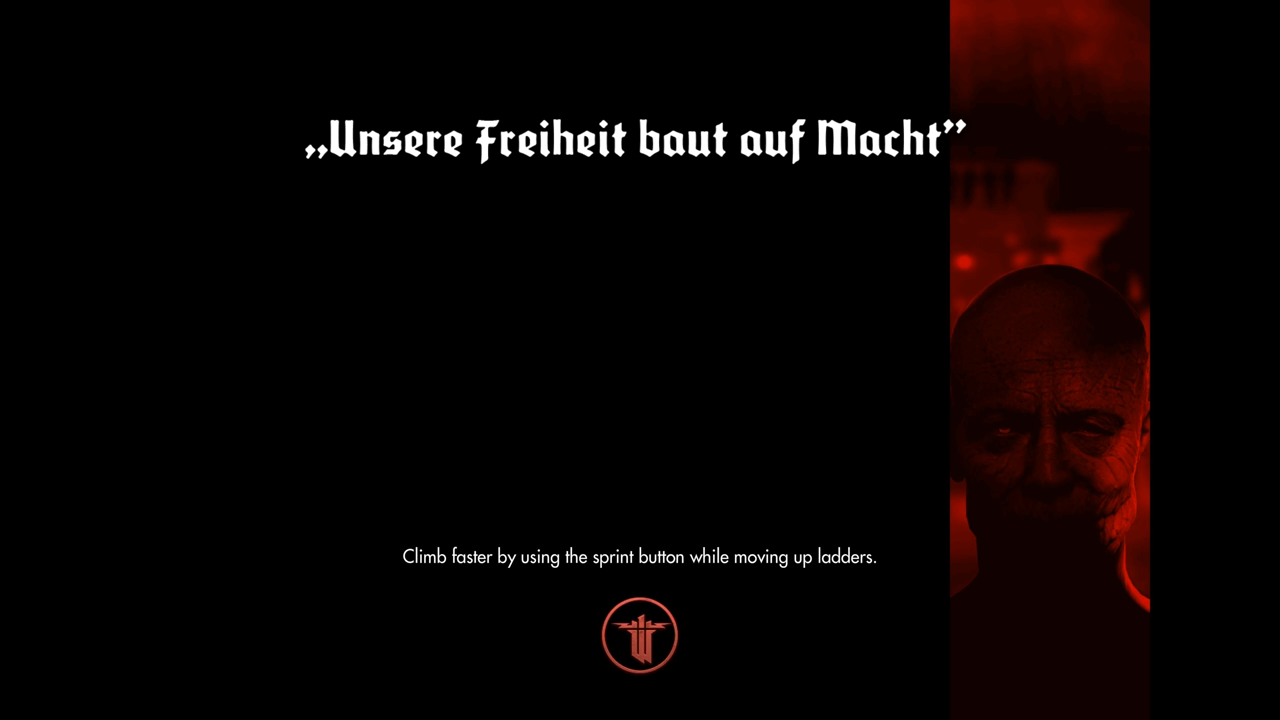 „Unsere Freiheit baut auf Macht”
Climb faster by using the sprint button while moving up ladders.